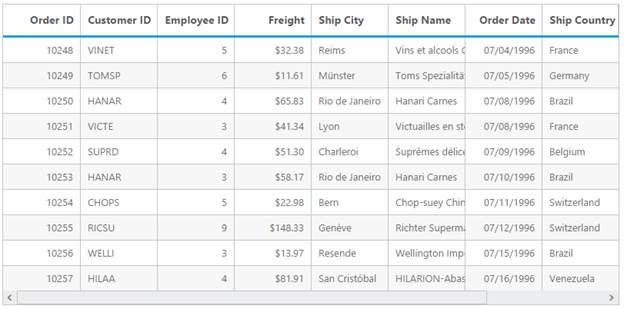 Order ID Customer ID Employee ID Freight Ship City Ship Name Order Date Ship Country
10248 VINET 5 $32.38 Reims Vins et alcools 07/04/1996 France
10249 TOMSP 6 $11.61 Münster Toms Spezialitä 07/05/1996 Germany
10250 HANAR 4 $65.83 Rio de Janeiro Hanari Carnes 07/08/1996 Brazil
10251 VICTE 3 $41.34 Lyon Victuailles en st 07/08/1996 France
10252 SUPRD 4 $51.30 Charleroi Suprêmes délice 07/09/1996 Belgium
10253 HANAR 3 $58.17 Rio de Janeiro Hanari Carnes 07/10/1996 Brazil
10254 CHOPS 5 $22.98 Bern Chop-suey Chin 07/11/1996 Switzerland
10255 RICSU 9 $148.33 Genève Richter Superma 07/12/1996 Switzerland
10256 WELLI 3 $13.97 Resende Wellington Imp 07/15/1996 Brazil
10257 HILAA 4 $81.91 San Cristóbal HILARION-Abas 07/16/1996 Venezuela